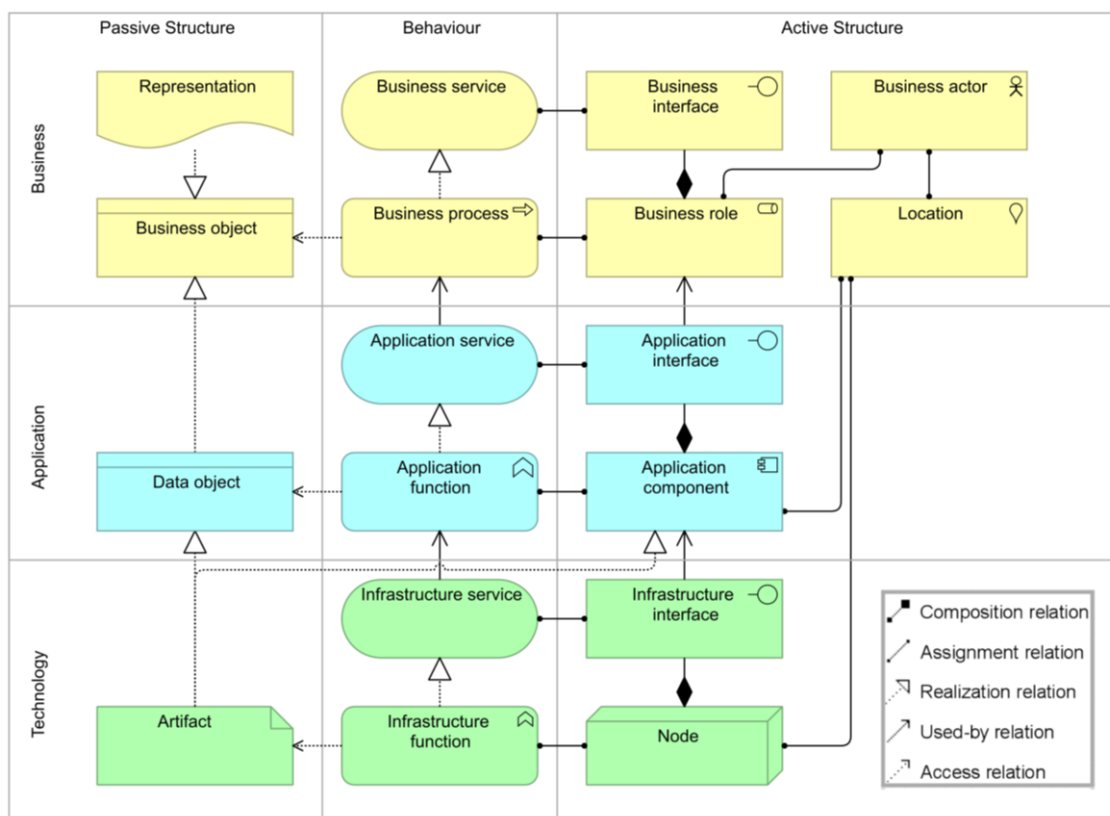 Passive Structure
Behaviour
Active Structure
Business
Representation
Business service
Business
interface
Business actor
Business object
Business process
Business role
Location
Application
Application service
Application
interface
Data object
Application
function
Application
component
Technology
Infrastructure service
Infrastructure
interface
Artifact
Infrastructure
function
Node
Composition relation
Assignment relation
Realization relation
Used-by relation
Access relation